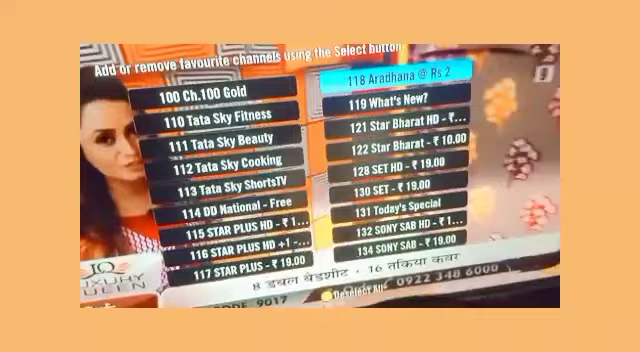 Add or remove favourite channels using the Select button
100 Ch.100 Gold
110 Tata Sky Fitness
111 Tata Sky Beauty
112 Tata Sky Cooking
113 Tata Sky ShortsTV
114 DD National - Free
115 STAR PLUS HD - ₹ 1...
116 STAR PLUS HD +1 -...
117 STAR PLUS - ₹ 19.00
118 Aradhana @ Rs 2
119 What's New?
121 Star Bharat HD - ₹...
122 Star Bharat - ₹ 10.00
128 SET HD - ₹ 19.00
130 SET - ₹ 19.00
131 Today's Special
132 SONY SAB HD - ₹ 1...
134 SONY SAB - ₹ 19.00
8 डबल बेडशीट • 16 तकिया कवर
9017
Deselect All
0922 348 6000